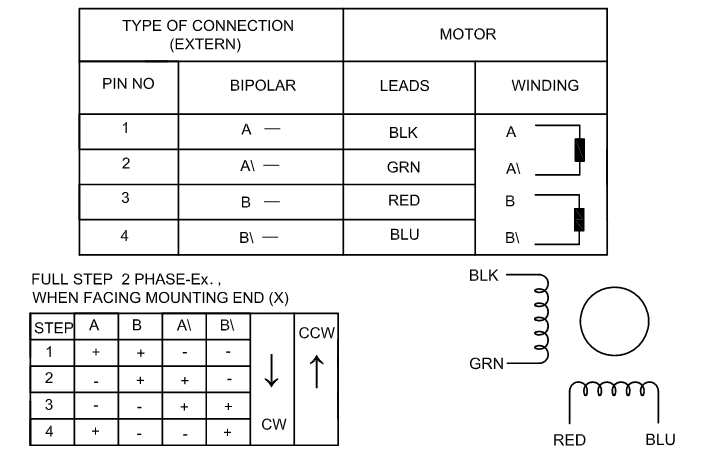 TYPE OF CONNECTION
(EXTERN)
MOTOR
PIN NO BIPOLAR LEADS WINDING
1 A — BLK A
2 A\ — GRN A\
3 B — RED B
4 B\ — BLU B\
FULL STEP 2 PHASE-Ex. ,
WHEN FACING MOUNTING END (X)
STEP A B A\ B\ CCW
1 + + - -
2 - + + -
3 - - + +
4 + - - + CW
BLK
GRN
RED BLU